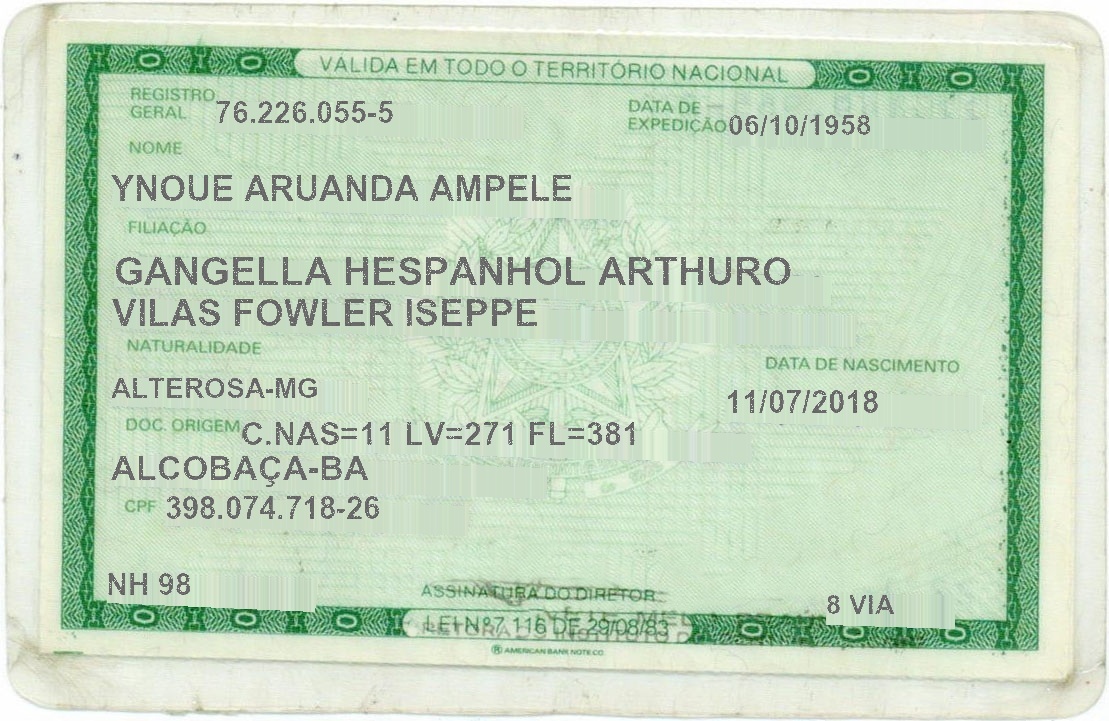 VÁLIDA EM TODO O TERRITÓRIO NACIONAL
REGISTRO GERAL 76.226.055-5 DATA DE EXPEDIÇÃO 06/10/1958
NOME
YNOUE ARUANDA AMPELE
FILIAÇÃO
GANGELLA HESPANHOL ARTHURO
VILAS FOWLER ISEPPE
NATURALIDADE DATA DE NASCIMENTO
ALTEROSA-MG 11/07/2018
DOC. ORIGEM C.NAS=11 LV=271 FL=381
ALCOBAÇA-BA
CPF 398.074.718-26
NH 98 ASSINATURA DO DIRETOR 8 VIA
LEI Nº 7.116 DE 29/08/83
AMERICAN BANK NOTE CO.